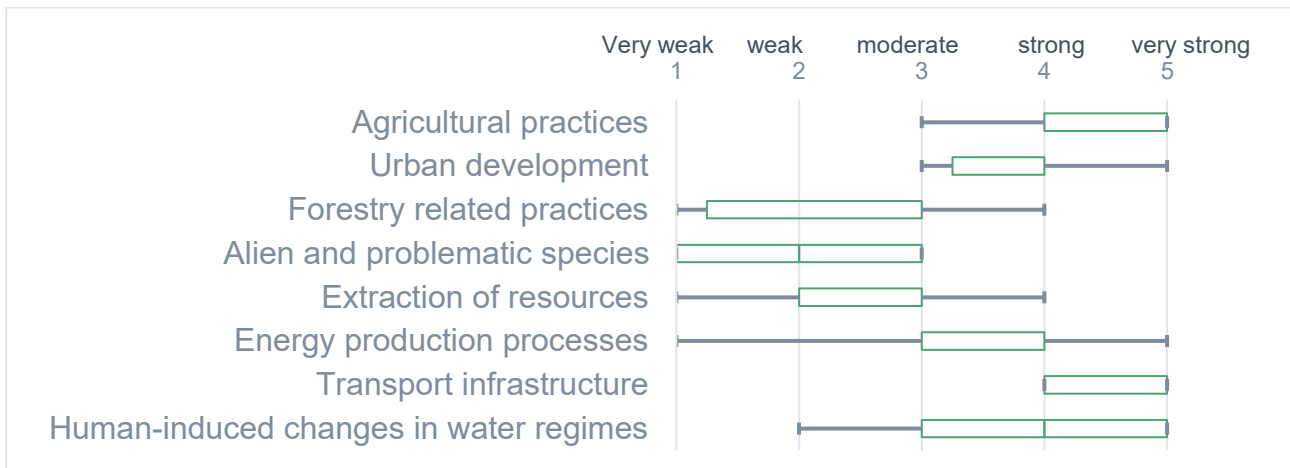 Very weak weak moderate strong very strong
1 2 3 4 5
Agricultural practices
Urban development
Forestry related practices
Alien and problematic species
Extraction of resources
Energy production processes
Transport infrastructure
Human-induced changes in water regimes